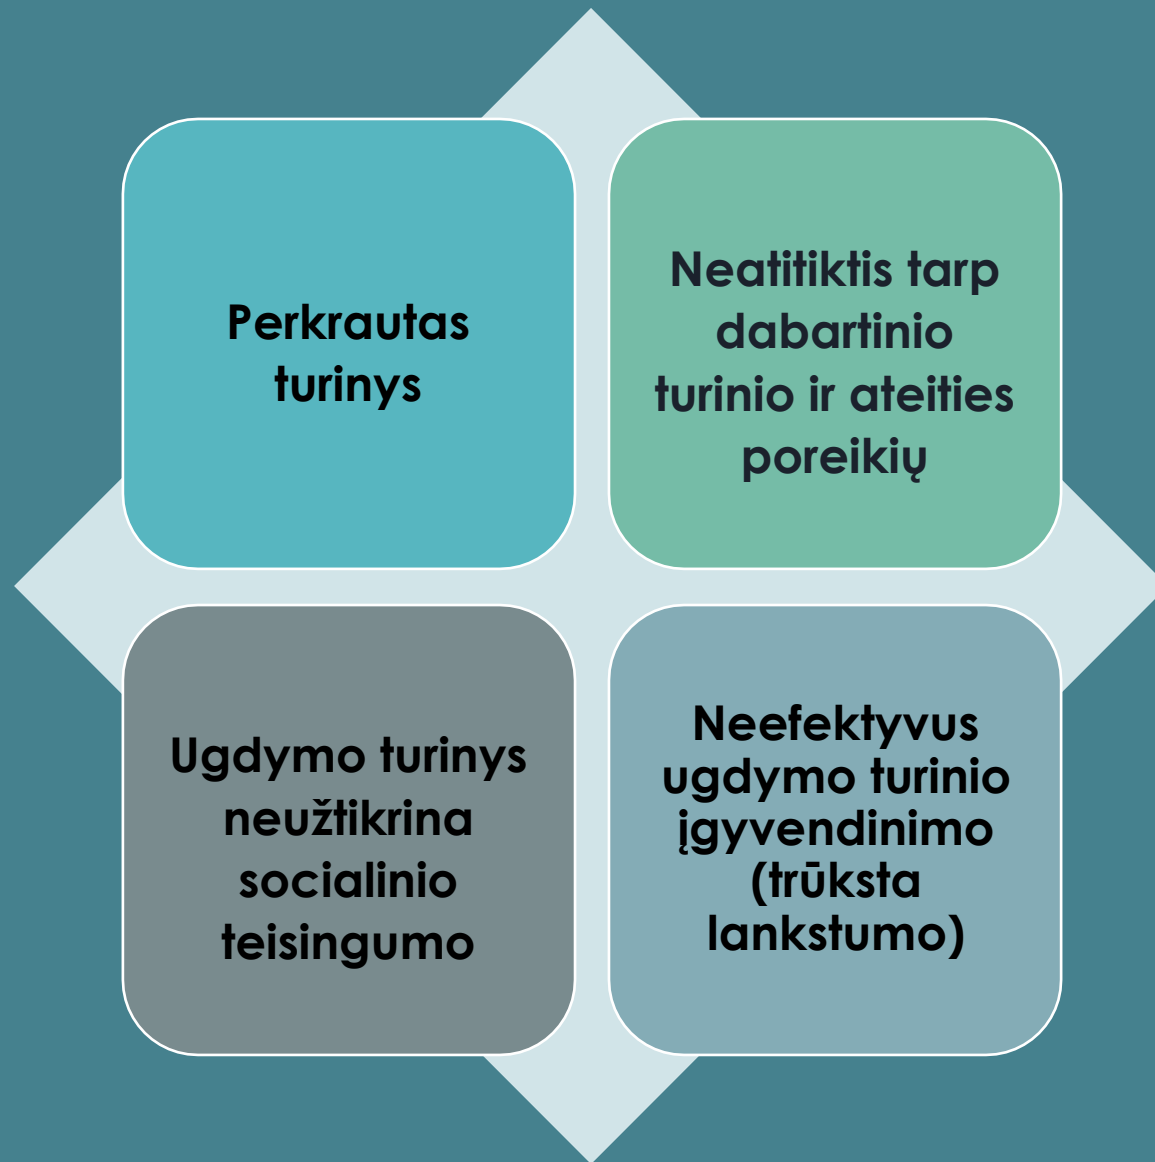 Perkrautas
turinys
Neatitiktis tarp
dabartinio
turinio ir ateities
poreikių
Ugdymo turinys
neužtikrina
socialinio
teisingumo
Neefektyvus
ugdymo turinio
įgyvendinimo
(trūksta
lankstumo)